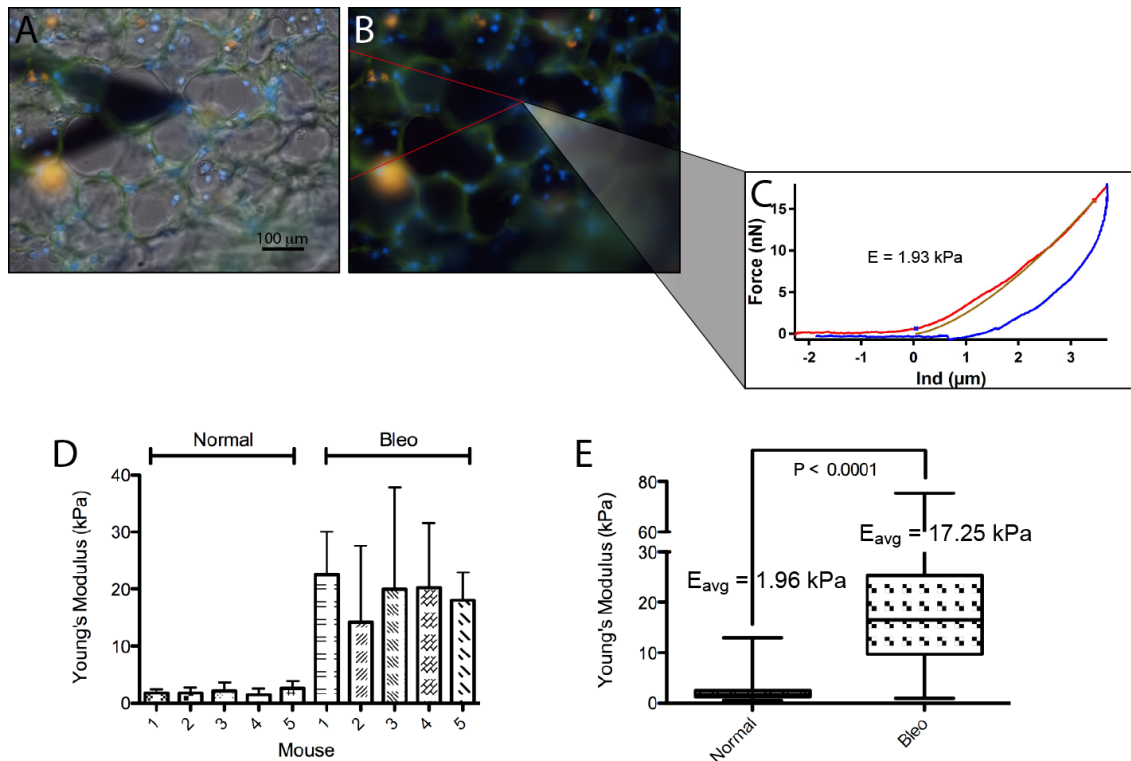 A
B
100 μm
C
Force (nN)
15
10
5
0
E = 1.93 kPa
-2 -1 0 1 2 3
Ind (μm)
D
Normal Bleo
Young's Modulus (kPa)
40
30
20
10
0
1 2 3 4 5 1 2 3 4 5
Mouse
E
P < 0.0001
Young's Modulus (kPa)
80
60
30
20
10
0
Eavg = 17.25 kPa
Eavg = 1.96 kPa
Normal Bleo